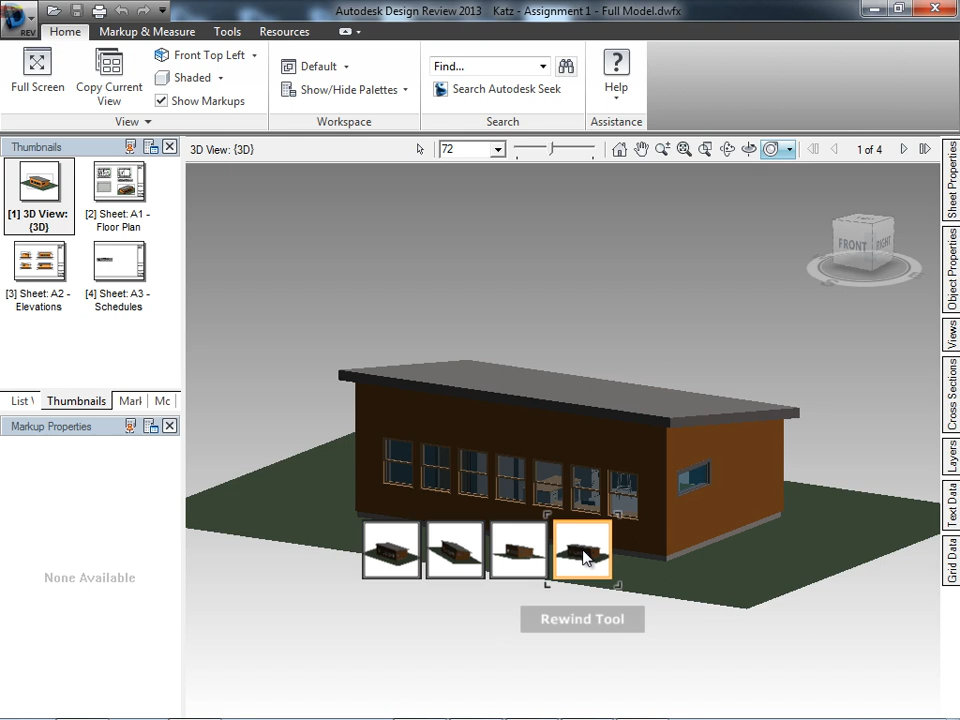 Autodesk Design Review 2013   Katz - Assignment 1 - Full Model.dwfx
REV
Home   Markup & Measure   Tools   Resources
Full Screen
Copy Current View
Front Top Left
Shaded
Show Markups
View
Default
Show/Hide Palettes
Workspace
Find...
Search Autodesk Seek
Search
Help
Assistance
Thumbnails
[1] 3D View: {3D}
[2] Sheet: A1 - Floor Plan
[3] Sheet: A2 - Elevations
[4] Sheet: A3 - Schedules
List   Thumbnails   Mark   Mc
Markup Properties
None Available
3D View: {3D}
72
1 of 4
FRONT
RIGHT
Rewind Tool
Sheet Properties
Object Properties
Views
Cross Sections
Layers
Text Data
Grid Data